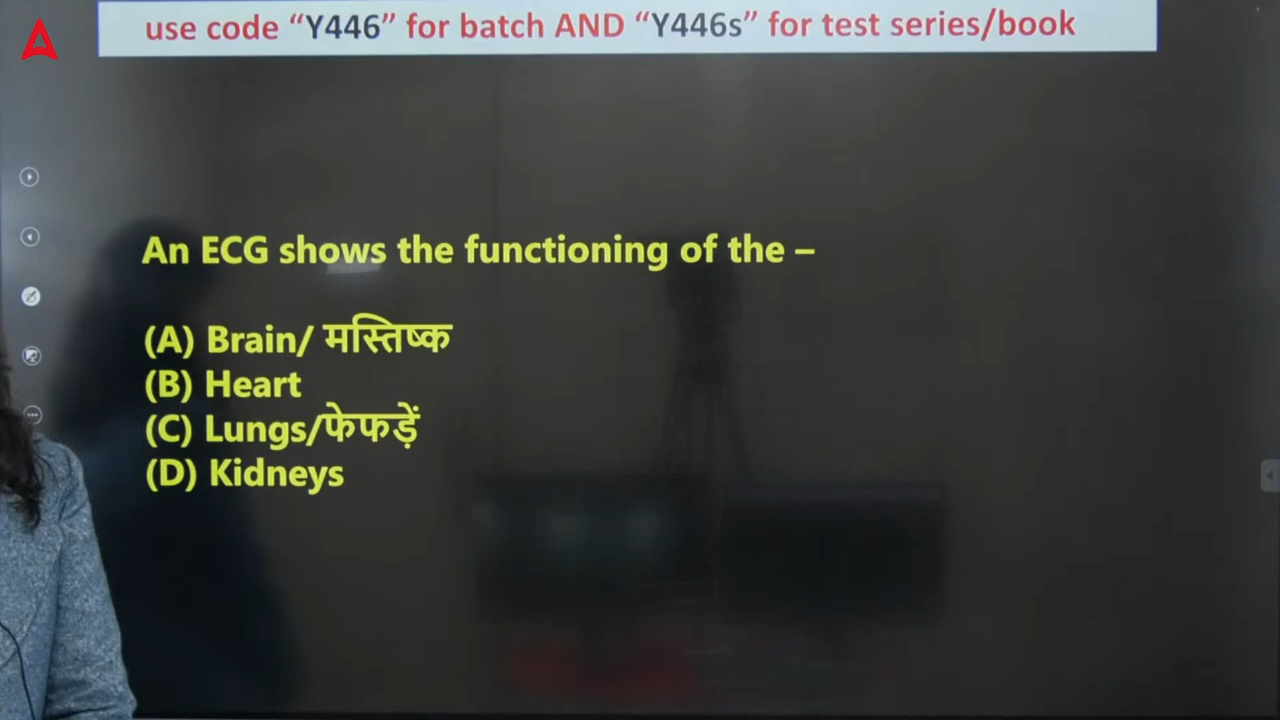 use code “Y446” for batch AND “Y446s” for test series/book
An ECG shows the functioning of the –
(A) Brain/ मस्तिष्क
(B) Heart
(C) Lungs/फेफड़ें
(D) Kidneys